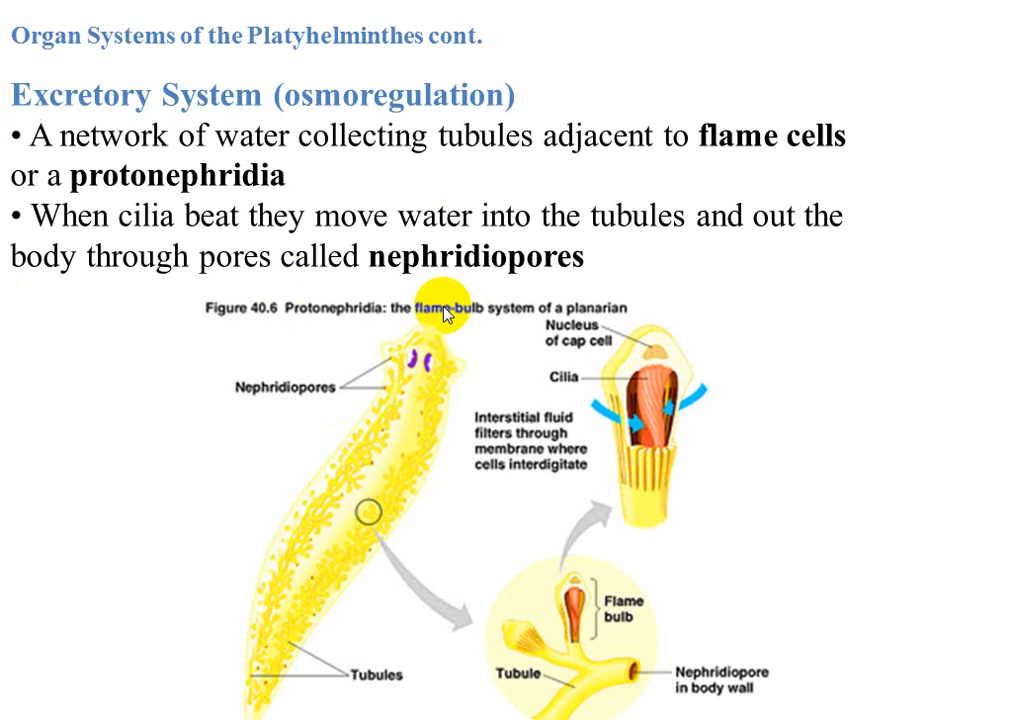 Organ Systems of the Platyhelminthes cont.
Excretory System (osmoregulation)
• A network of water collecting tubules adjacent to flame cells
or a protonephridia
• When cilia beat they move water into the tubules and out the
body through pores called nephridiopores
Figure 40.6 Protonephridia: the flame-bulb system of a planarian
Nucleus
of cap cell
Cilia
Nephridiopores
Interstitial fluid
filters through
membrane where
cells interdigitate
Flame
bulb
Tubules
Tubule
Nephridiopore
in body wall